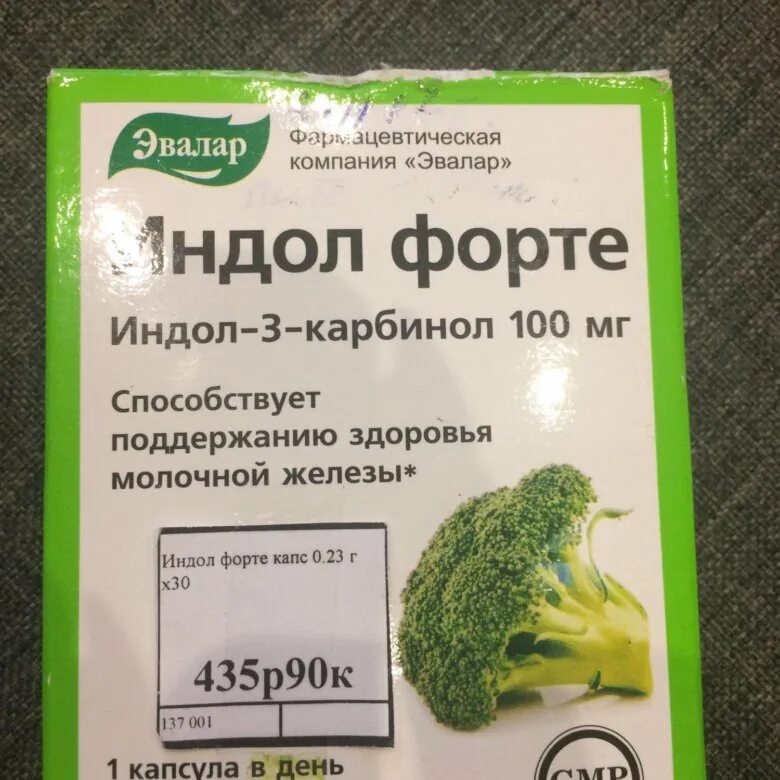 Эвалар
Фармацевтическая
компания «Эвалар»
Индол форте
Индол-3-карбинол 100 мг
Способствует
поддержанию здоровья
молочной железы*
Индол форте капс 0.23 г
х30
435р90к
137 001
1 капсула в день
GMP